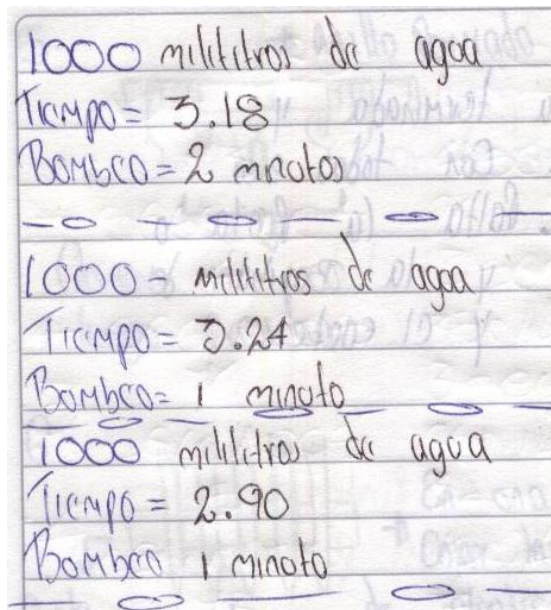 1000 mililitros de agua
Tiempo = 3.18
Bombeo = 2 minutos
1000 - mililitros de agua
Tiempo = 3.24
Bombeo = 1 minuto
1000 mililitros de agua
Tiempo = 2.90
Bombeo 1 minuto